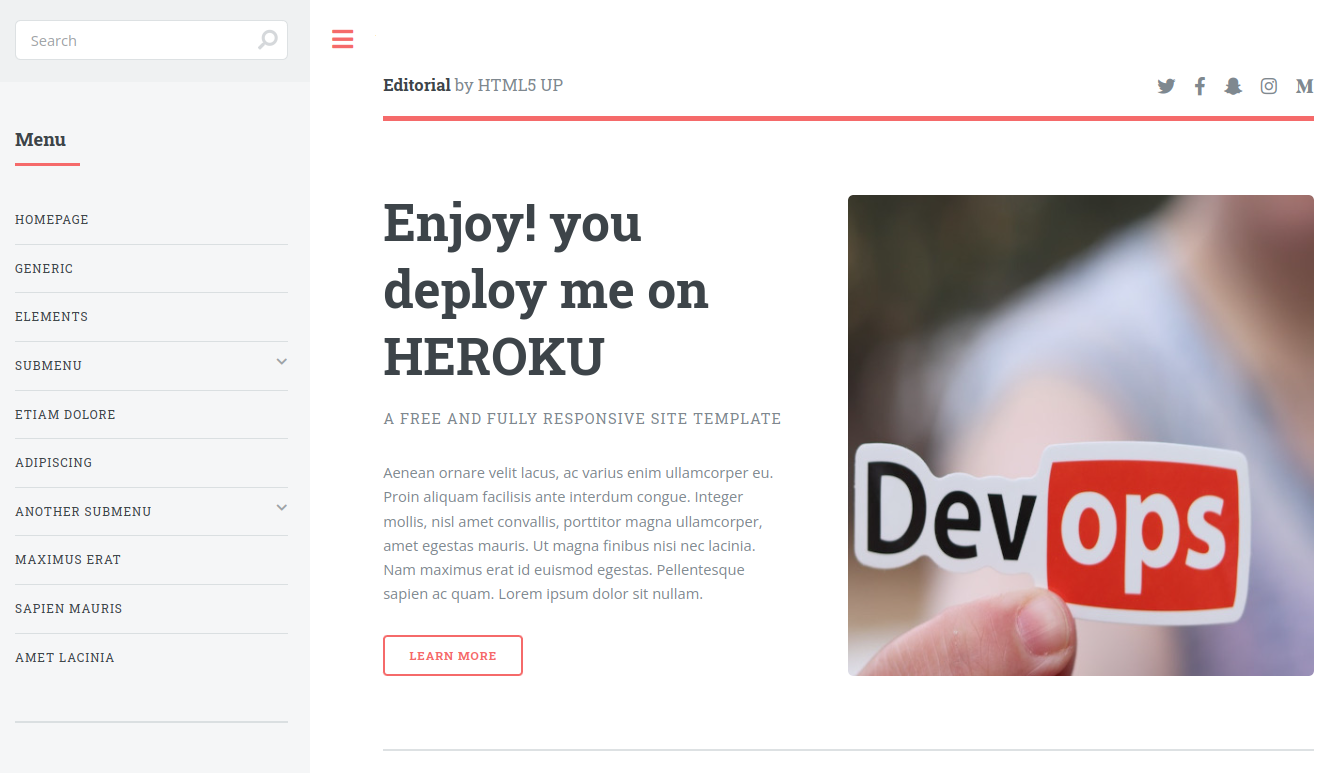 Search
Menu
HOMEPAGE
GENERIC
ELEMENTS
SUBMENU
ETIAM DOLORE
ADIPISCING
ANOTHER SUBMENU
MAXIMUS ERAT
SAPIEN MAURIS
AMET LACINIA
Editorial by HTML5 UP
Enjoy! you
deploy me on
HEROKU
A FREE AND FULLY RESPONSIVE SITE TEMPLATE
Aenean ornare velit lacus, ac varius enim ullamcorper eu.
Proin aliquam facilisis ante interdum congue. Integer
mollis, nisl amet convallis, porttitor magna ullamcorper,
amet egestas mauris. Ut magna finibus nisi nec lacinia.
Nam maximus erat id euismod egestas. Pellentesque
sapien ac quam. Lorem ipsum dolor sit nullam.
LEARN MORE
Devops